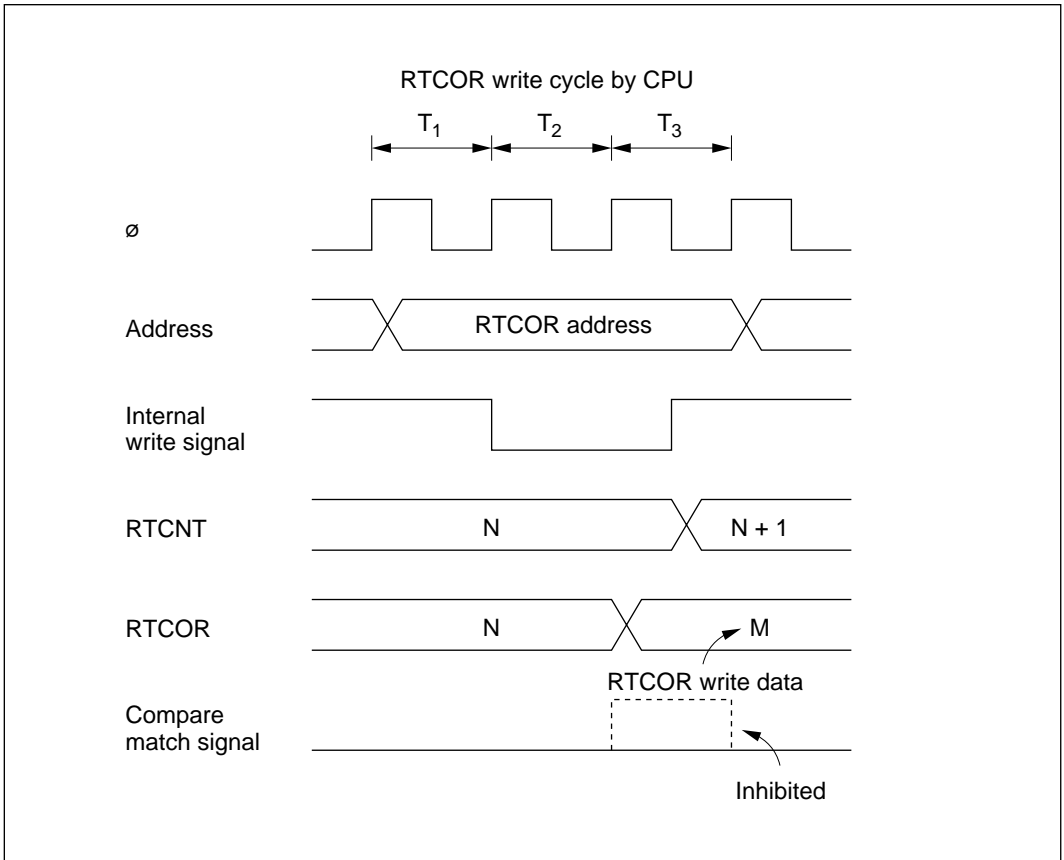 RTCOR write cycle by CPU
T1 T2 T3
ø
Address RTCOR address
Internal
write signal
RTCNT N N + 1
RTCOR N M
RTCOR write data
Compare
match signal
Inhibited